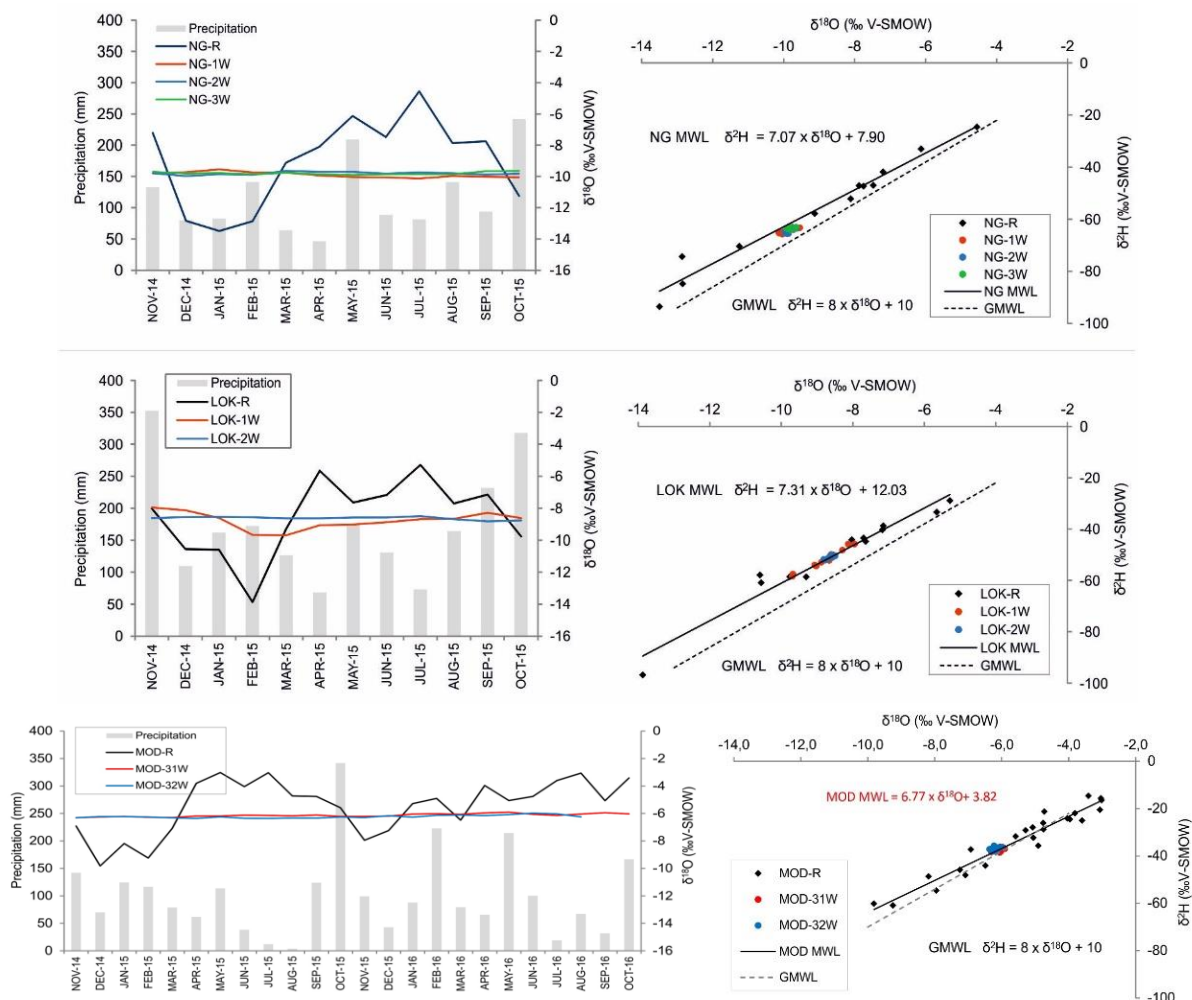 400
350
300
250
200
150
100
50
0
Precipitation (mm)
Precipitation
NG-R
NG-1W
NG-2W
NG-3W
0
-2
-4
-6
-8
-10
-12
-14
-16
δ¹⁸O (‰V-SMOW)
NOV-14
DEC-14
JAN-15
FEB-15
MAR-15
APR-15
MAY-15
JUN-15
JUL-15
AUG-15
SEP-15
OCT-15
δ¹⁸O (‰ V-SMOW)
-14 -12 -10 -8 -6 -4 -2
0
-20
-40
-60
-80
-100
δ²H (‰V-SMOW)
NG MWL δ²H = 7.07 x δ¹⁸O + 7.90
GMWL δ²H = 8 x δ¹⁸O + 10
NG-R
NG-1W
NG-2W
NG-3W
NG MWL
GMWL
400
350
300
250
200
150
100
50
0
Precipitation (mm)
Precipitation
LOK-R
LOK-1W
LOK-2W
0
-2
-4
-6
-8
-10
-12
-14
-16
δ¹⁸O (‰V-SMOW)
NOV-14
DEC-14
JAN-15
FEB-15
MAR-15
APR-15
MAY-15
JUN-15
JUL-15
AUG-15
SEP-15
OCT-15
δ¹⁸O (‰ V-SMOW)
-14 -12 -10 -8 -6 -4 -2
0
-20
-40
-60
-80
-100
δ²H (‰V-SMOW)
LOK MWL δ²H = 7.31 x δ¹⁸O + 12.03
GMWL δ²H = 8 x δ¹⁸O + 10
LOK-R
LOK-1W
LOK-2W
LOK MWL
GMWL
400
350
300
250
200
150
100
50
0
Precipitation (mm)
Precipitation
MOD-R
MOD-31W
MOD-32W
0
-2
-4
-6
-8
-10
-12
-14
-16
δ¹⁸O (‰V-SMOW)
NOV-14
DEC-14
JAN-15
FEB-15
MAR-15
APR-15
MAY-15
JUN-15
JUL-15
AUG-15
SEP-15
OCT-15
NOV-15
DEC-15
JAN-16
FEB-16
MAR-16
APR-16
MAY-16
JUN-16
JUL-16
AUG-16
SEP-16
OCT-16
δ¹⁸O (‰ V-SMOW)
-14,0 -12,0 -10,0 -8,0 -6,0 -4,0 -2,0
0
-20
-40
-60
-80
-100
δ²H (‰V-SMOW)
MOD MWL = 6.77 x δ¹⁸O+ 3.82
GMWL δ²H = 8 x δ¹⁸O + 10
MOD-R
MOD-31W
MOD-32W
MOD MWL
GMWL